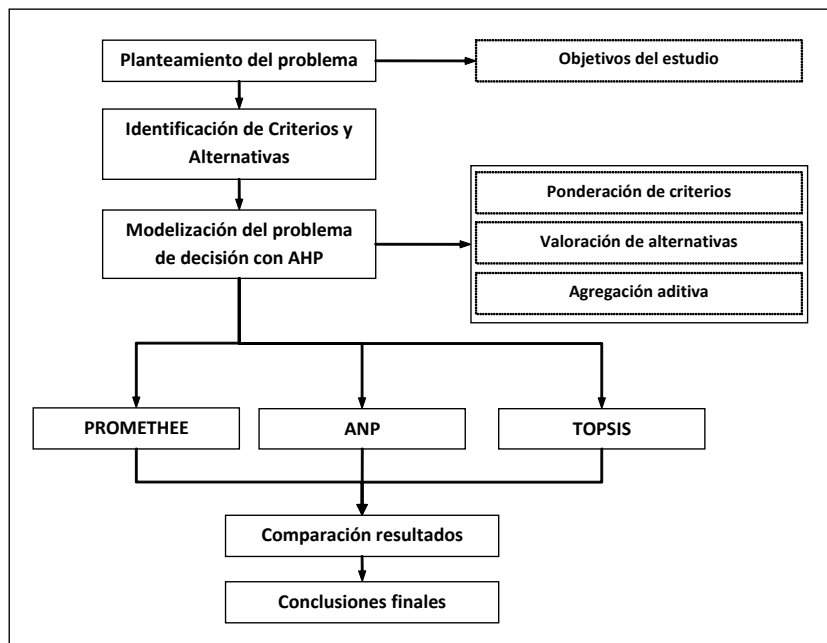 Planteamiento del problema
Objetivos del estudio
Identificación de Criterios y
Alternativas
Modelización del problema
de decisión con AHP
Ponderación de criterios
Valoración de alternativas
Agregación aditiva
PROMETHEE
ANP
TOPSIS
Comparación resultados
Conclusiones finales